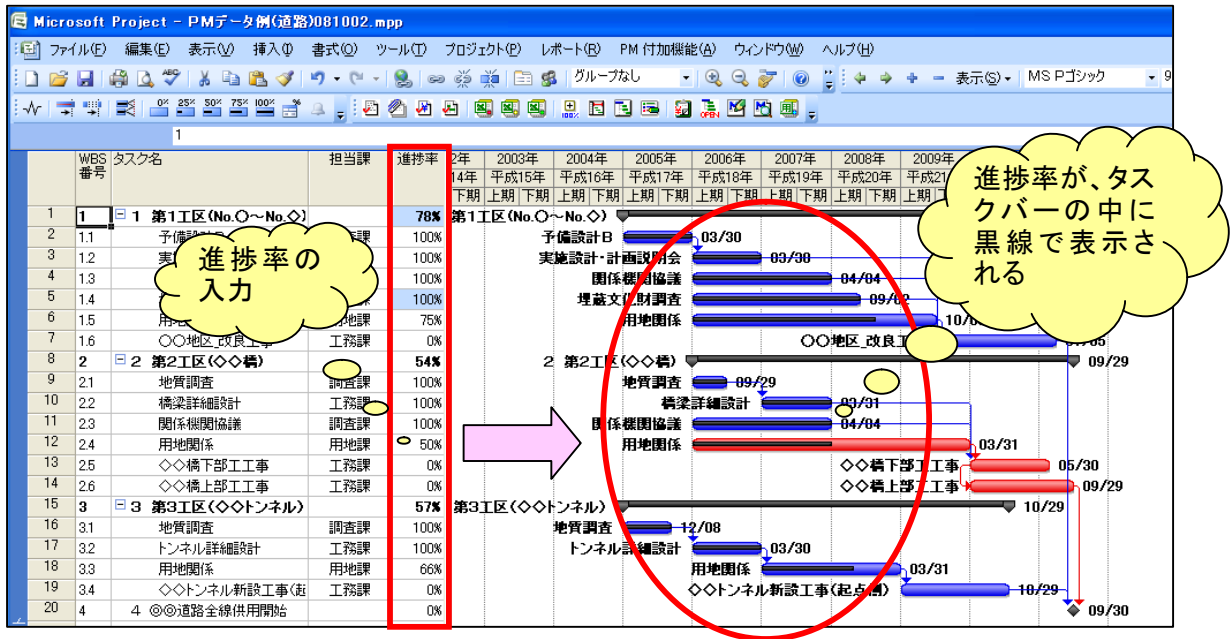 Microsoft Project - PMデータ例(道路)081002.mpp
ファイル(F) 編集(E) 表示(V) 挿入(I) 書式(O) ツール(T) プロジェクト(P) レポート(R) PM 付加機能(A) ウィンドウ(W) ヘルプ(H)
グループなし 表示(S) MS Pゴシック 9
0% 25% 50% 75% 100%
1
WBS番号 タスク名 担当課 進捗率 2年 2003年 2004年 2005年 2006年 2007年 2008年 2009年
14年 平成15年 平成16年 平成17年 平成18年 平成19年 平成20年 平成21
下期 上期 下期 上期 下期 上期 下期 上期 下期 上期 下期 上期 下期 上期
1 1 1 第1工区(No.○~No.◇) 78% 第1工区(No.○~No.◇)
2 1.1 100% 予備設計B 03/30
3 1.2 100% 実施設計・計画説明会 03/30
4 1.3 100% 関係機関協議 04/04
5 1.4 100% 埋蔵文化財調査
6 1.5 75% 用地関係
7 1.6 ○○地区_改良工事 工務課 0%
8 2 2 第2工区(◇◇橋) 54% 2 第2工区(◇◇橋) 09/29
9 2.1 地質調査 調査課 100% 地質調査 09/29
10 2.2 橋梁詳細設計 工務課 100% 橋梁詳細設計 03/31
11 2.3 関係機関協議 調査課 100% 関係機関協議 04/04
12 2.4 用地関係 用地課 50% 用地関係 03/31
13 2.5 ◇◇橋下部工工事 工務課 0% ◇◇橋下部工工事 05/30
14 2.6 ◇◇橋上部工工事 工務課 0% ◇◇橋上部工工事 09/29
15 3 3 第3工区(◇◇トンネル) 57% 第3工区(◇◇トンネル) 10/29
16 3.1 地質調査 調査課 100% 地質調査 12/08
17 3.2 トンネル詳細設計 工務課 100% トンネル詳細設計 03/30
18 3.3 用地関係 用地課 66% 用地関係 03/31
19 3.4 ◇◇トンネル新設工事(起 工務課 0% ◇◇トンネル新設工事(起点側) 10/29
20 4 4 ◎◎道路全線供用開始 0% 09/30
進捗率の
入力
進捗率が、タス
クバーの中に
黒線で表示さ
れる